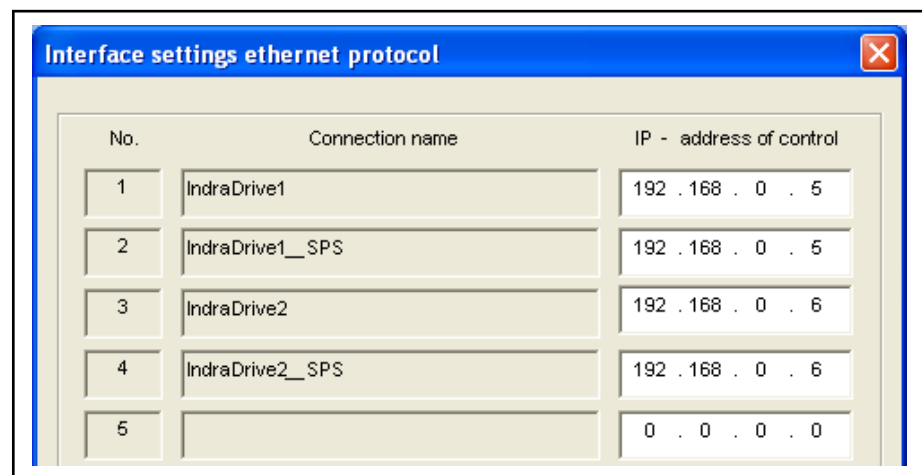 Interface settings ethernet protocol
No. Connection name IP - address of control
1 IndraDrive1 192 .168 . 0 . 5
2 IndraDrive1__SPS 192 .168 . 0 . 5
3 IndraDrive2 192 .168 . 0 . 6
4 IndraDrive2__SPS 192 .168 . 0 . 6
5 0 . 0 . 0 . 0